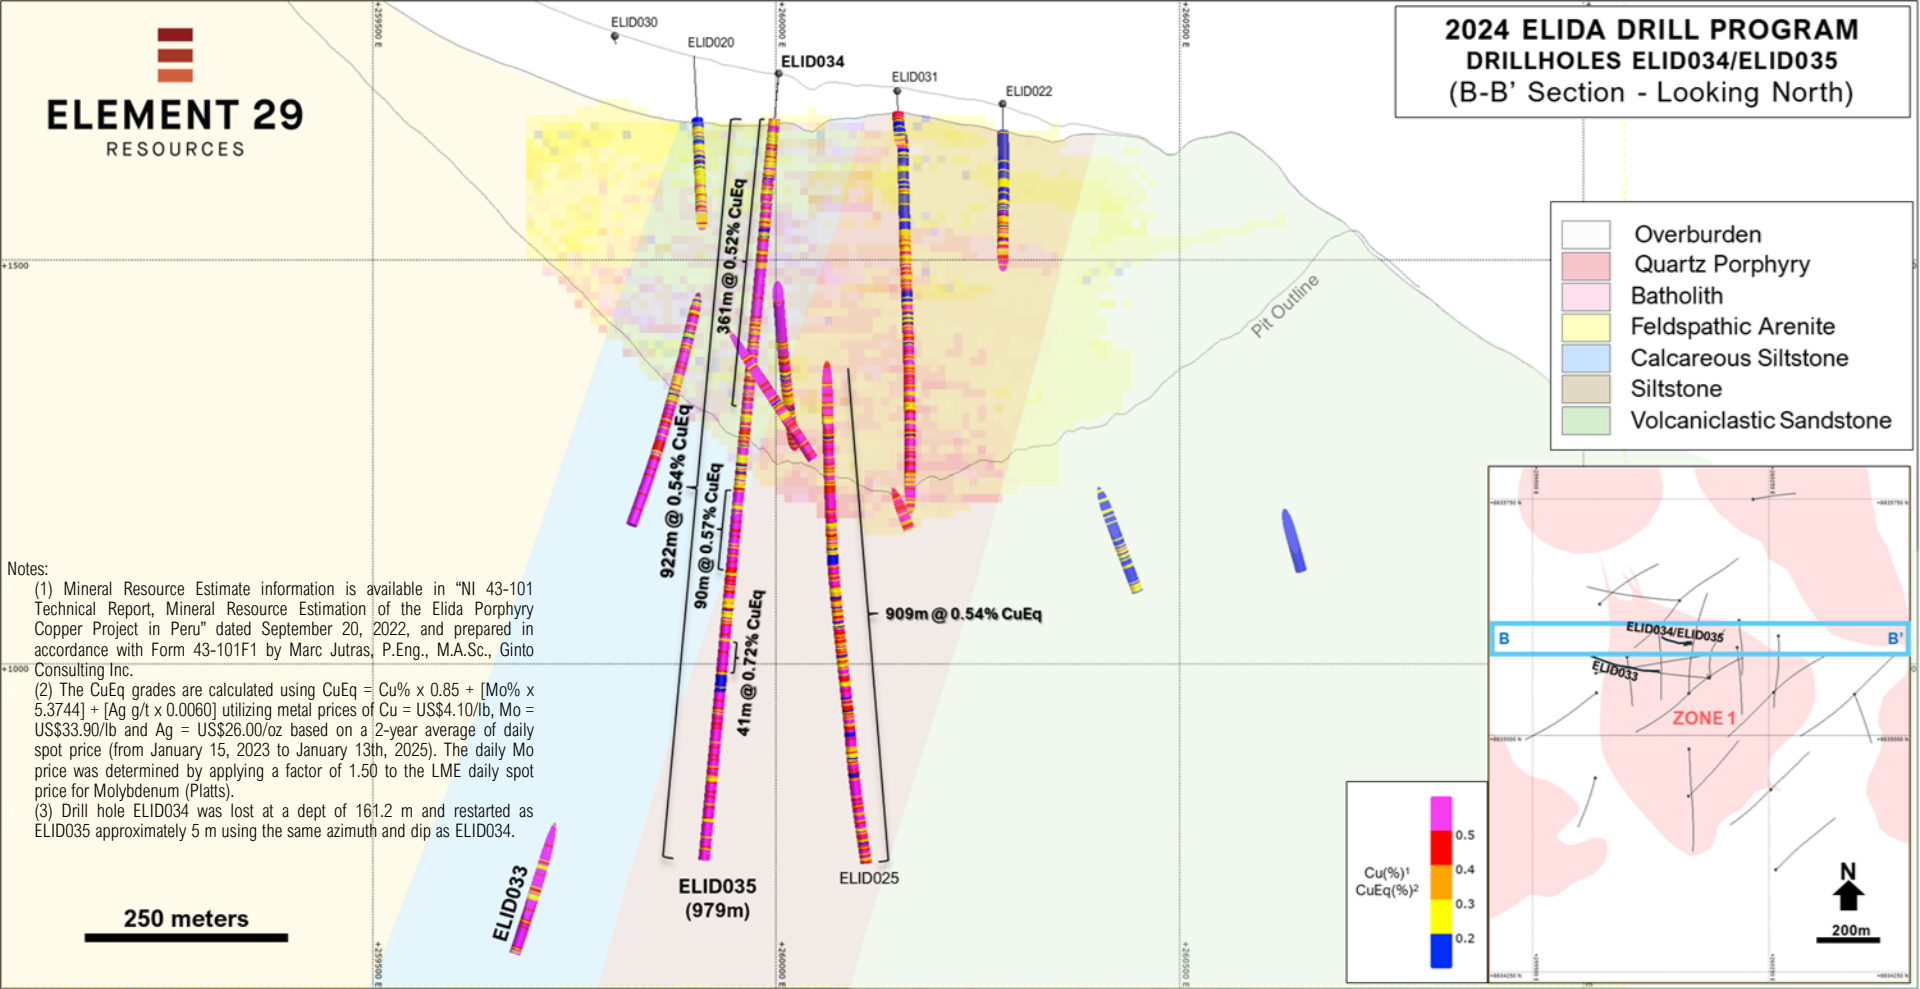 ELEMENT 29
RESOURCES
2024 ELIDA DRILL PROGRAM
DRILLHOLES ELID034/ELID035
(B-B' Section - Looking North)
+259500 E
+260000 E
+260500 E
ELID030
ELID020
ELID034
ELID031
ELID022
+1500
+1000
361m @ 0.52% CuEq
922m @ 0.54% CuEq
90m @ 0.57% CuEq
41m @ 0.72% CuEq
909m @ 0.54% CuEq
Pit Outline
Overburden
Quartz Porphyry
Batholith
Feldspathic Arenite
Calcareous Siltstone
Siltstone
Volcaniclastic Sandstone
Notes:
(1) Mineral Resource Estimate information is available in “NI 43-101
Technical Report, Mineral Resource Estimation of the Elida Porphyry
Copper Project in Peru” dated September 20, 2022, and prepared in
accordance with Form 43-101F1 by Marc Jutras, P.Eng., M.A.Sc., Ginto
Consulting Inc.
(2) The CuEq grades are calculated using CuEq = Cu% x 0.85 + [Mo% x
5.3744] + [Ag g/t x 0.0060] utilizing metal prices of Cu = US$4.10/lb, Mo =
US$33.90/lb and Ag = US$26.00/oz based on a 2-year average of daily
spot price (from January 15, 2023 to January 13th, 2025). The daily Mo
price was determined by applying a factor of 1.50 to the LME daily spot
price for Molybdenum (Platts).
(3) Drill hole ELID034 was lost at a dept of 161.2 m and restarted as
ELID035 approximately 5 m using the same azimuth and dip as ELID034.
ELID033
ELID035
(979m)
ELID025
250 meters
+259500 E
+260000 E
+260500 E
Cu(%)¹
CuEq(%)²
0.5
0.4
0.3
0.2
B
B'
ELID034/ELID035
ELID033
ZONE 1
N
200m